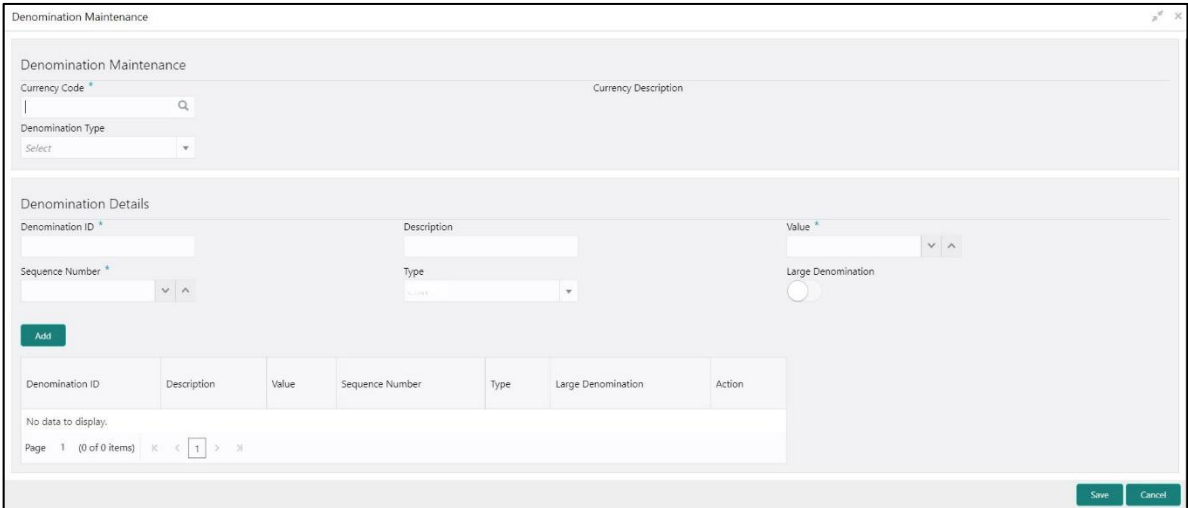 Denomination Maintenance
Denomination Maintenance
Currency Code *
Currency Description
Denomination Type
Select
Denomination Details
Denomination ID * Description Value *
Sequence Number * Type Large Denomination
Add
Denomination ID Description Value Sequence Number Type Large Denomination Action
No data to display.
Page 1 (0 of 0 items) 1
Save Cancel